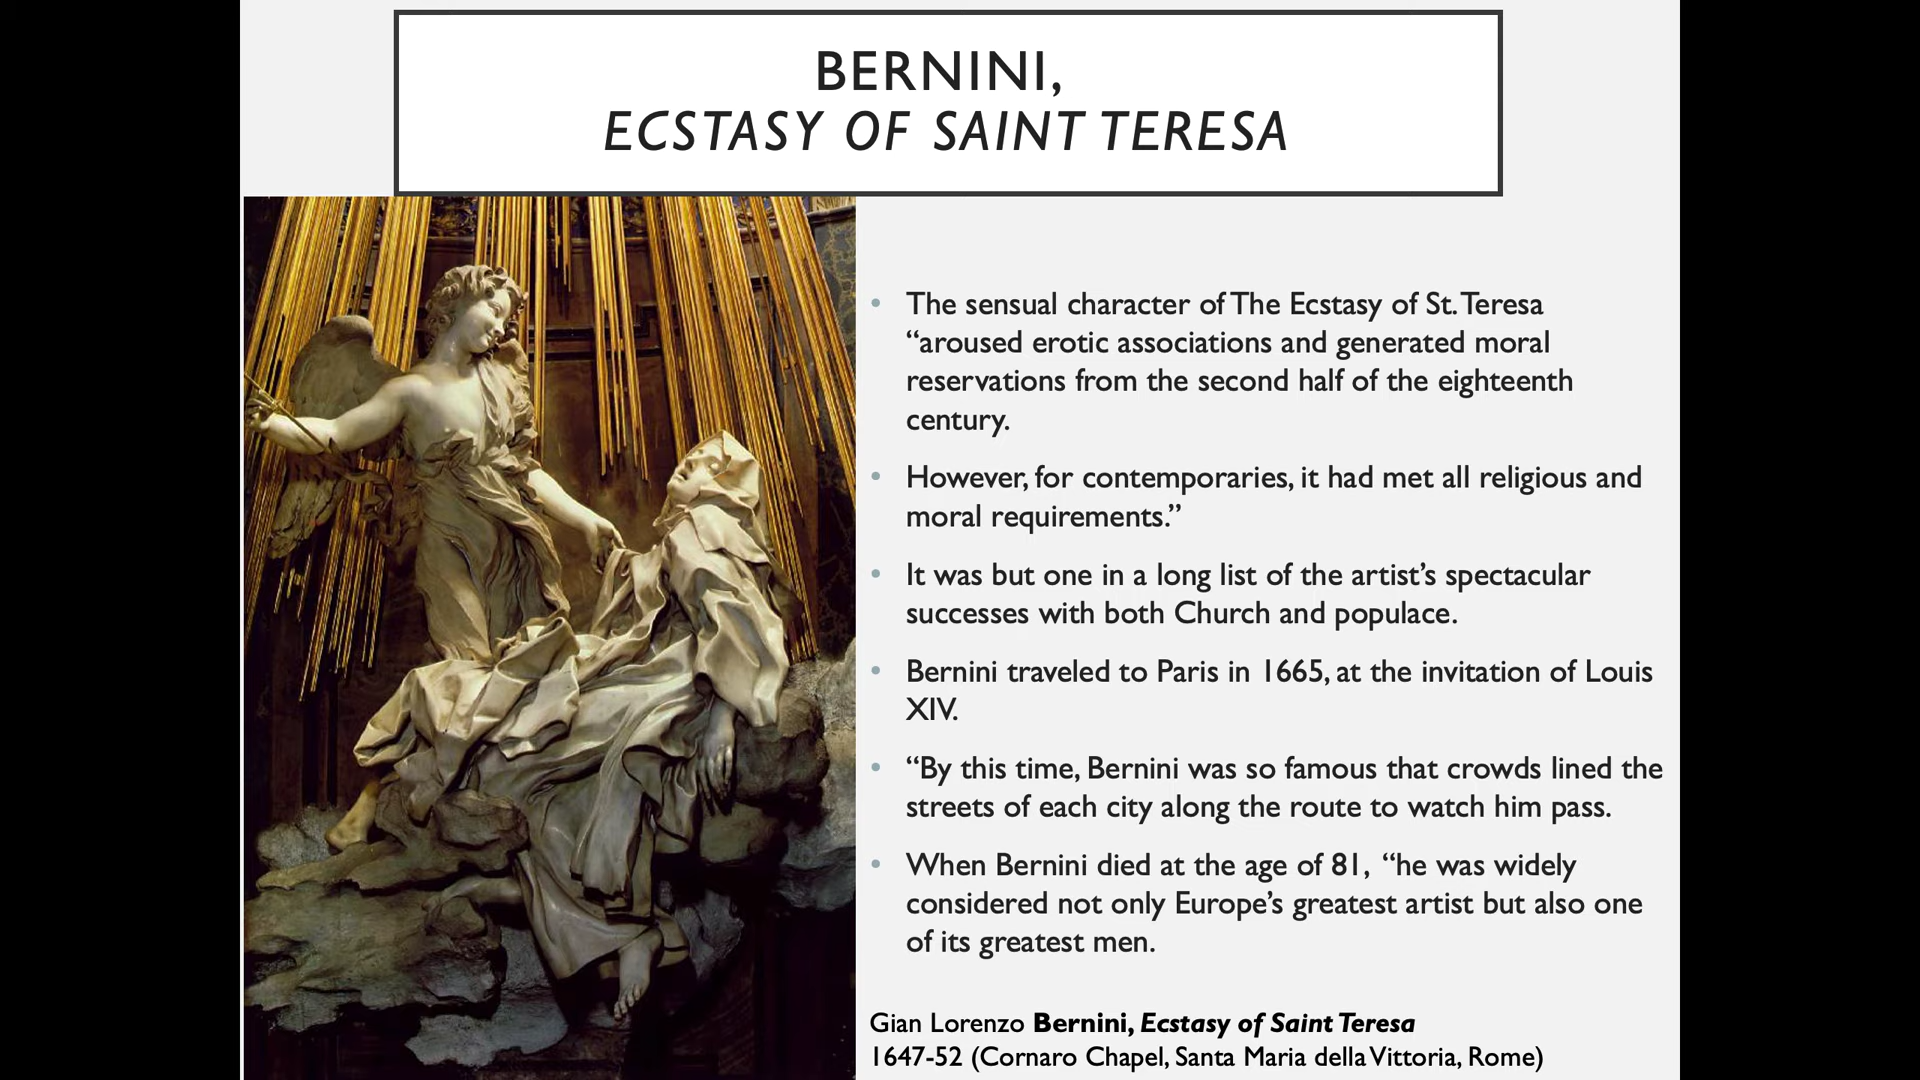 BERNINI,
ECSTASY OF SAINT TERESA
• The sensual character of The Ecstasy of St. Teresa
“aroused erotic associations and generated moral
reservations from the second half of the eighteenth
century.
• However, for contemporaries, it had met all religious and
moral requirements.”
• It was but one in a long list of the artist’s spectacular
successes with both Church and populace.
• Bernini traveled to Paris in 1665, at the invitation of Louis
XIV.
• “By this time, Bernini was so famous that crowds lined the
streets of each city along the route to watch him pass.
• When Bernini died at the age of 81, “he was widely
considered not only Europe’s greatest artist but also one
of its greatest men.
Gian Lorenzo Bernini, Ecstasy of Saint Teresa
1647-52 (Cornaro Chapel, Santa Maria della Vittoria, Rome)